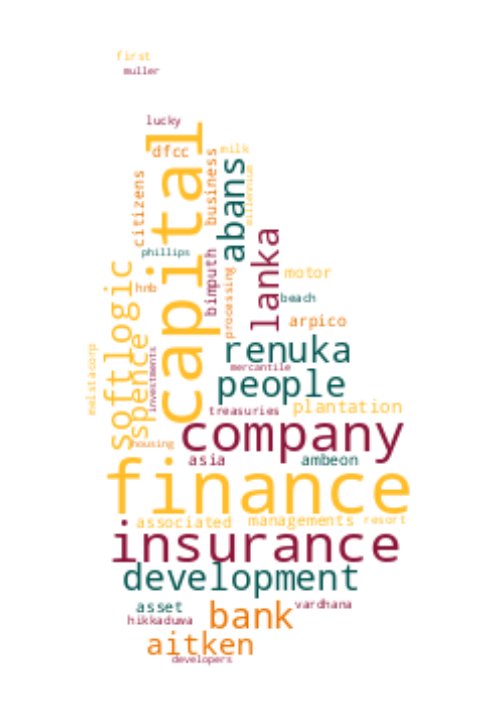 first
muller
lucky
capital
dfcc
milk
business
abans
citizens
millennium
phillips
lanka
bimputh
softlogic
processing
motor
hnb
beach
arpico
renuka
spence
melstacorp
investments
mercantile
people
treasuries
plantation
company
housing
asia
ambeon
finance
associated
managements
resort
insurance
development
asset
vardhana
bank
hikkaduwa
aitken
developers